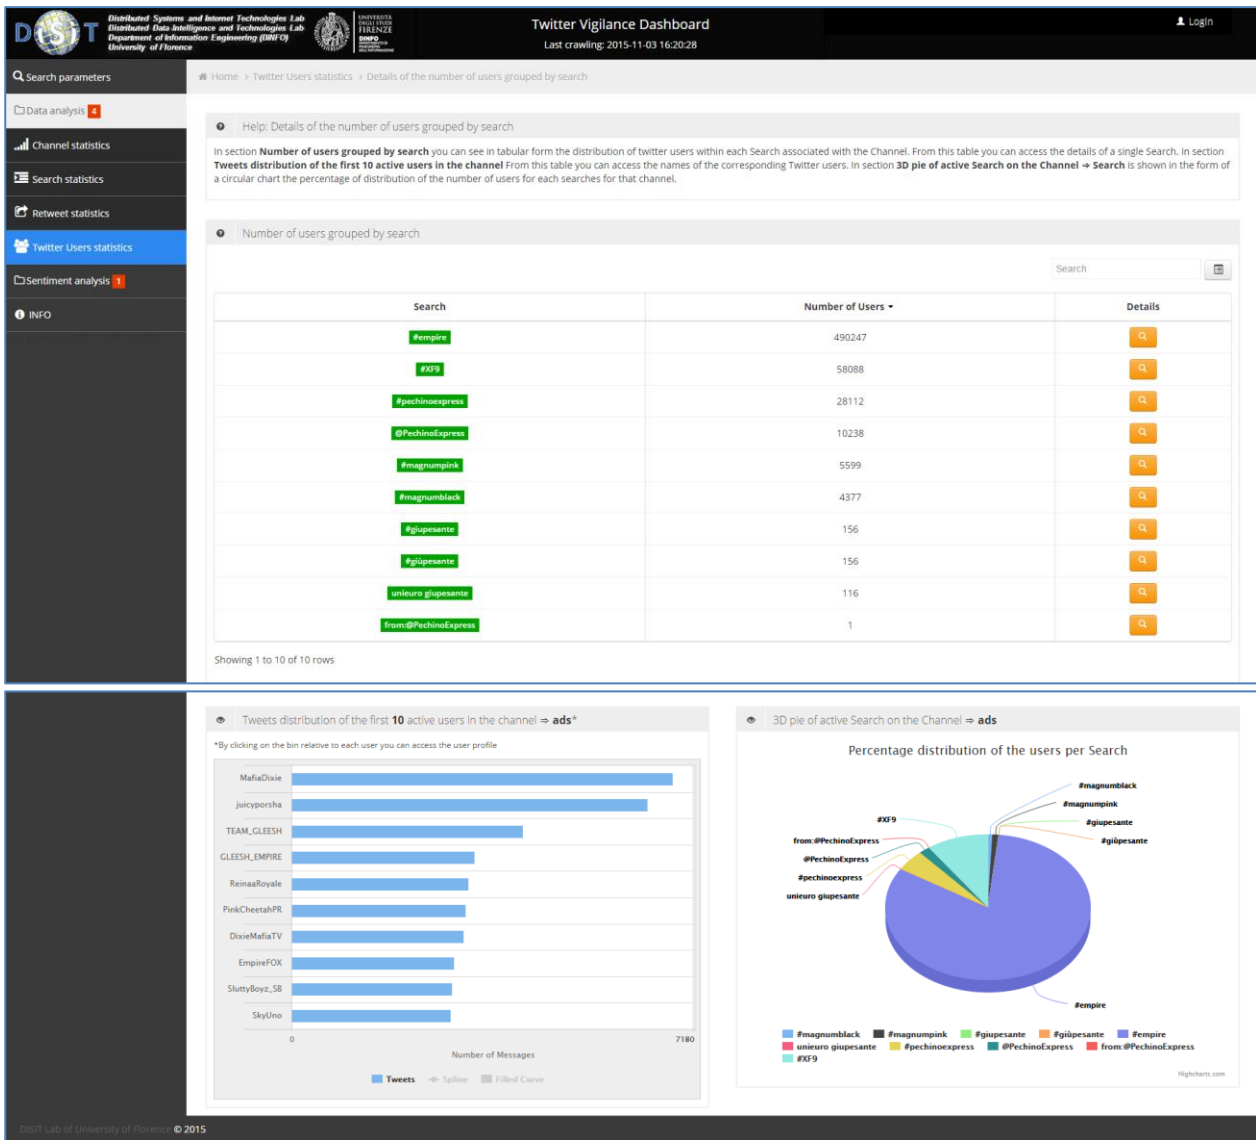 DISIT
Distributed Systems and Internet Technologies Lab
Distributed Data Intelligence and Technologies Lab
Department of Information Engineering (DINFO)
University of Florence
UNIVERSITÀ
DEGLI STUDI
FIRENZE
DINFO
Twitter Vigilance Dashboard
Last crawling: 2015-11-03 16:20:28
Login
Search parameters
Data analysis 4
Channel statistics
Search statistics
Retweet statistics
Twitter Users statistics
Sentiment analysis 1
INFO
Home > Twitter Users statistics > Details of the number of users grouped by search
Help: Details of the number of users grouped by search
In section Number of users grouped by search you can see in tabular form the distribution of twitter users within each Search associated with the Channel. From this table you can access the details of a single Search. In section
Tweets distribution of the first 10 active users in the channel From this table you can access the names of the corresponding Twitter users. In section 3D pie of active Search on the Channel ⇒ Search is shown in the form of
a circular chart the percentage of distribution of the number of users for each searches for that channel.
Number of users grouped by search
Search
Search Number of Users Details
#empire 490247
#XF9 58088
#pechinoexpress 28112
@PechinoExpress 10238
#magnumpink 5599
#magnumblack 4377
#giupesante 156
#giùpesante 156
unieuro giupesante 116
from:@PechinoExpress 1
Showing 1 to 10 of 10 rows
Tweets distribution of the first 10 active users in the channel ⇒ ads*
*By clicking on the bin relative to each user you can access the user profile
MafiaDixie
juicyporsha
TEAM_GLEESH
GLEESH_EMPIRE
ReinaaRoyale
PinkCheetahPR
DixieMafiaTV
EmpireFOX
SluttyBoyz_SB
SkyUno
0 7180
Number of Messages
Tweets Spline Filled Curve
3D pie of active Search on the Channel ⇒ ads
Percentage distribution of the users per Search
#magnumblack
#magnumpink
#giupesante
#giùpesante
#XF9
from:@PechinoExpress
@PechinoExpress
#pechinoexpress
unieuro giupesante
#empire
#magnumblack #magnumpink #giupesante #giùpesante #empire
unieuro giupesante #pechinoexpress @PechinoExpress from:@PechinoExpress
#XF9
Highcharts.com
DISIT Lab of University of Florence © 2015